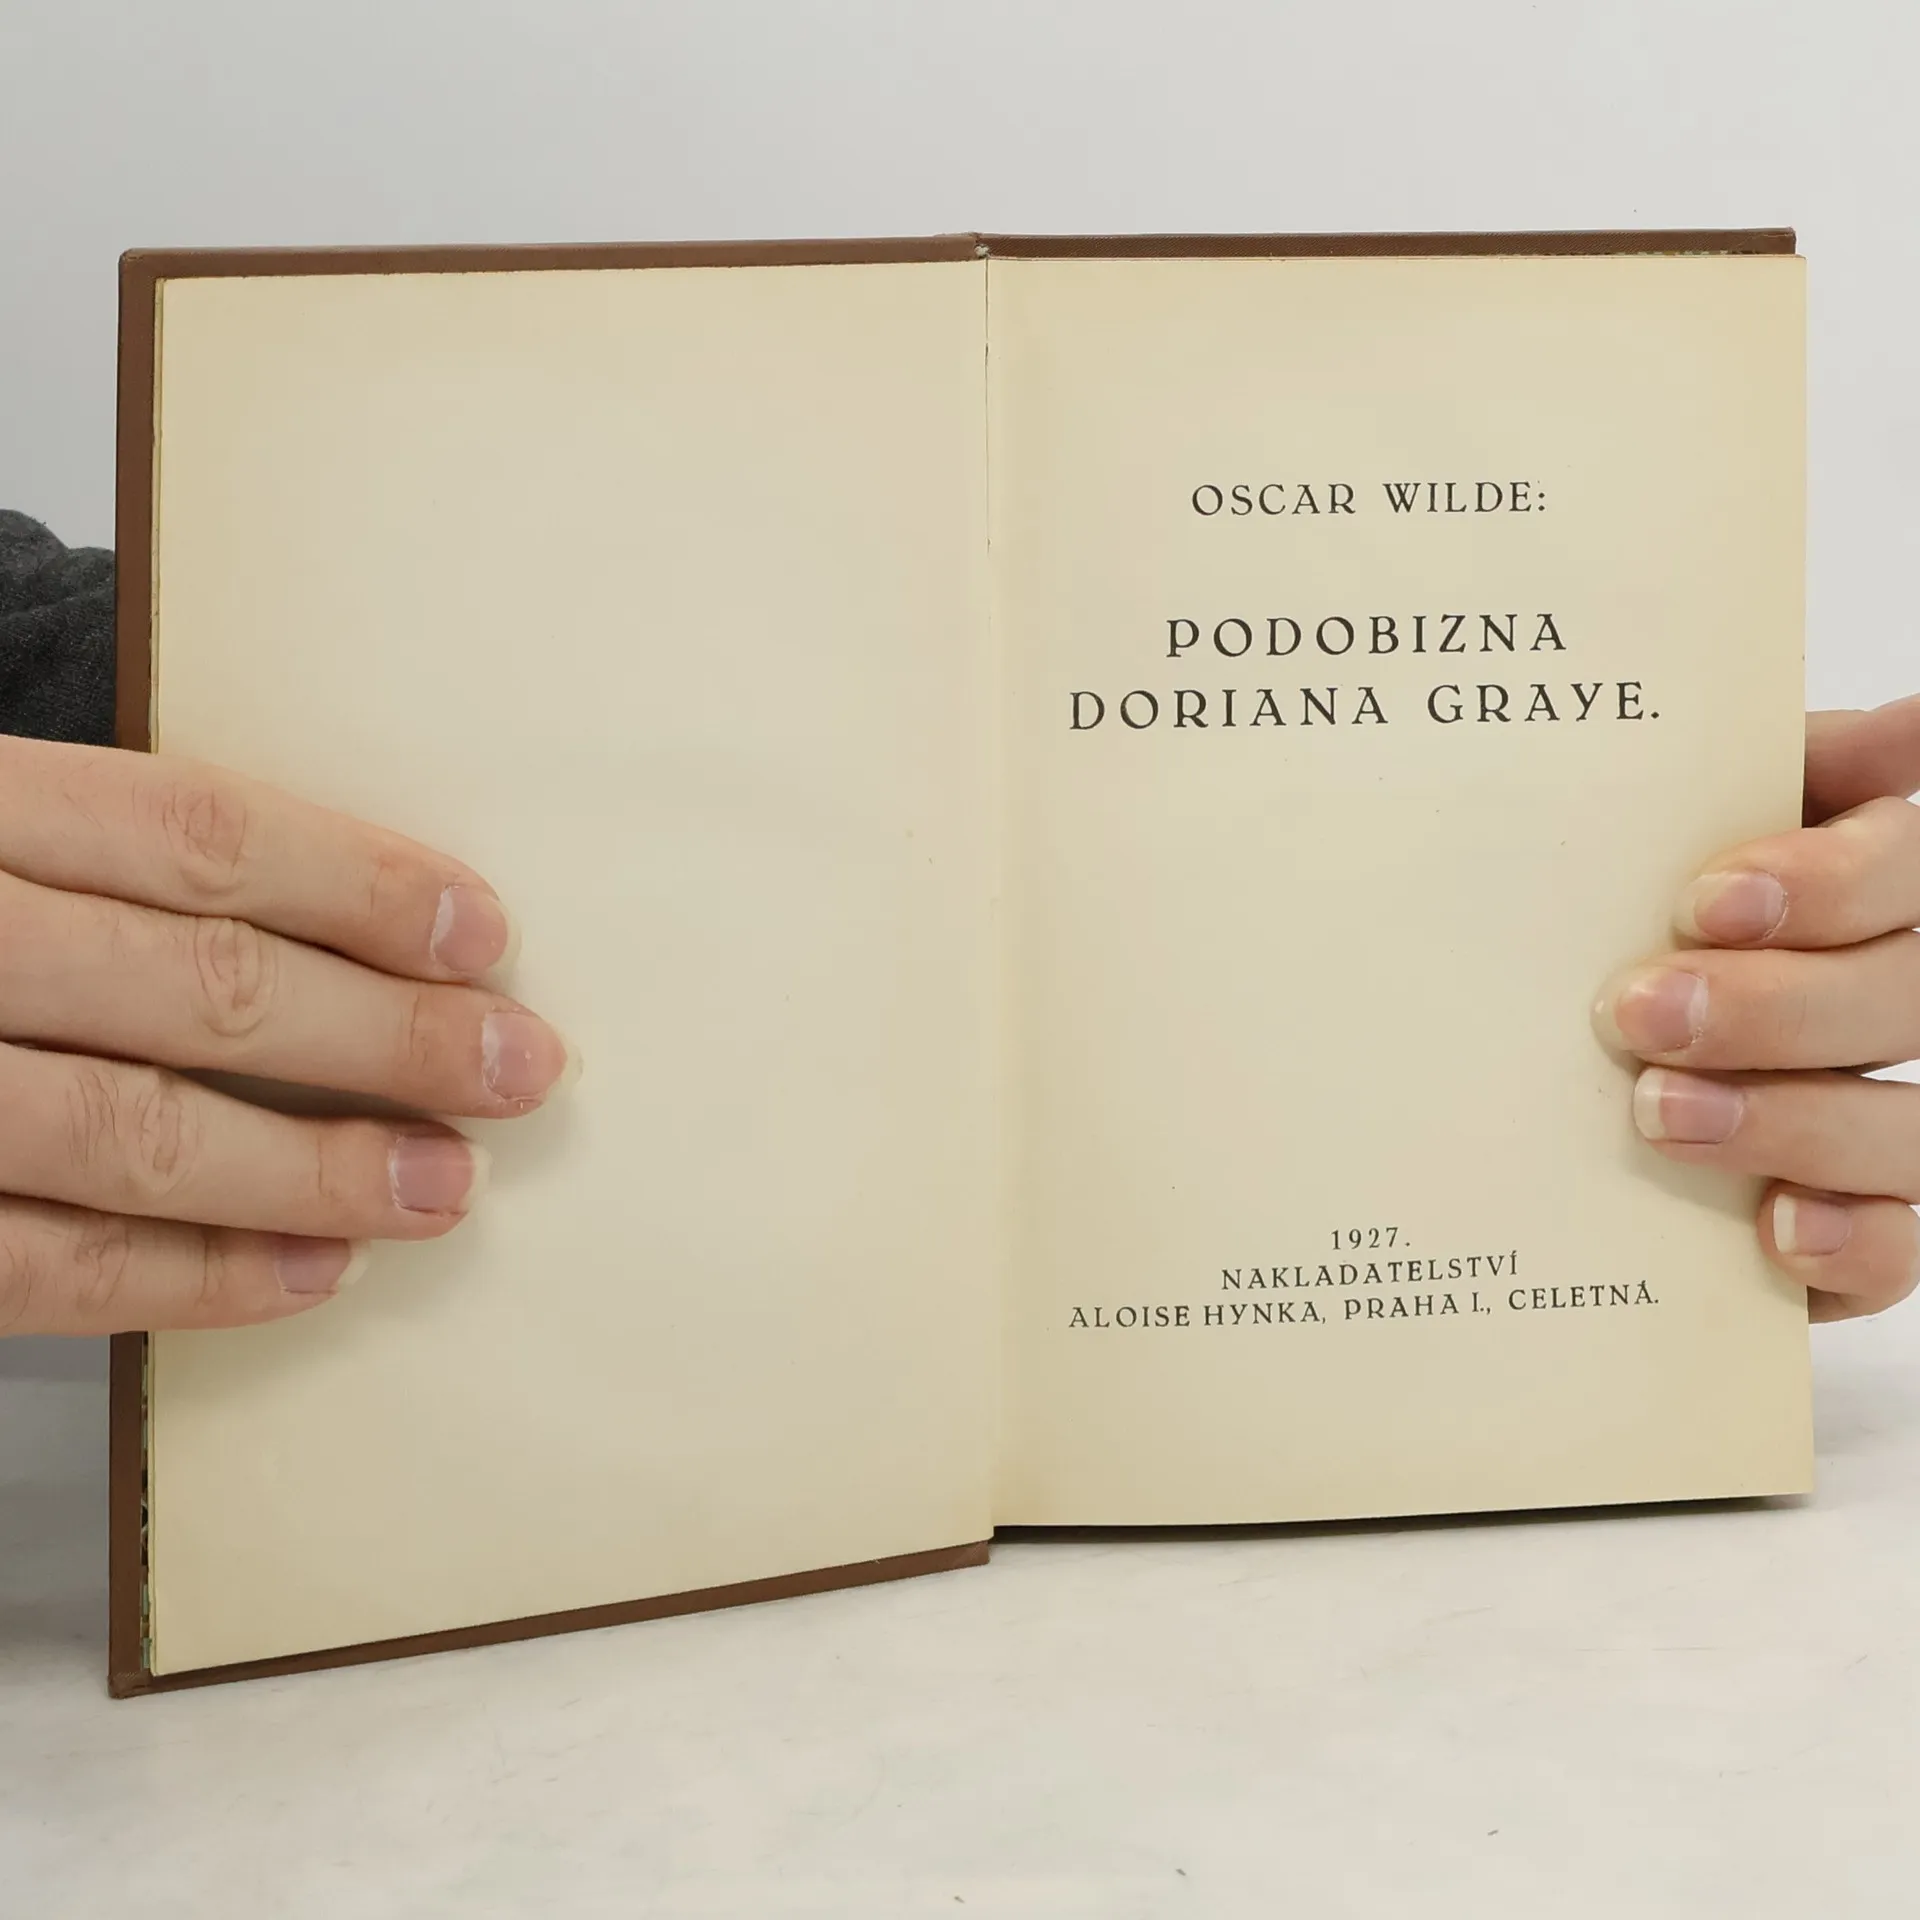 OSCAR WILDE:
PODOBIZNA
DORIANA GRAYE.
1927.
NAKLADATELSTVÍ
ALOISE HYNKA, PRAHA I., CELETNÁ.